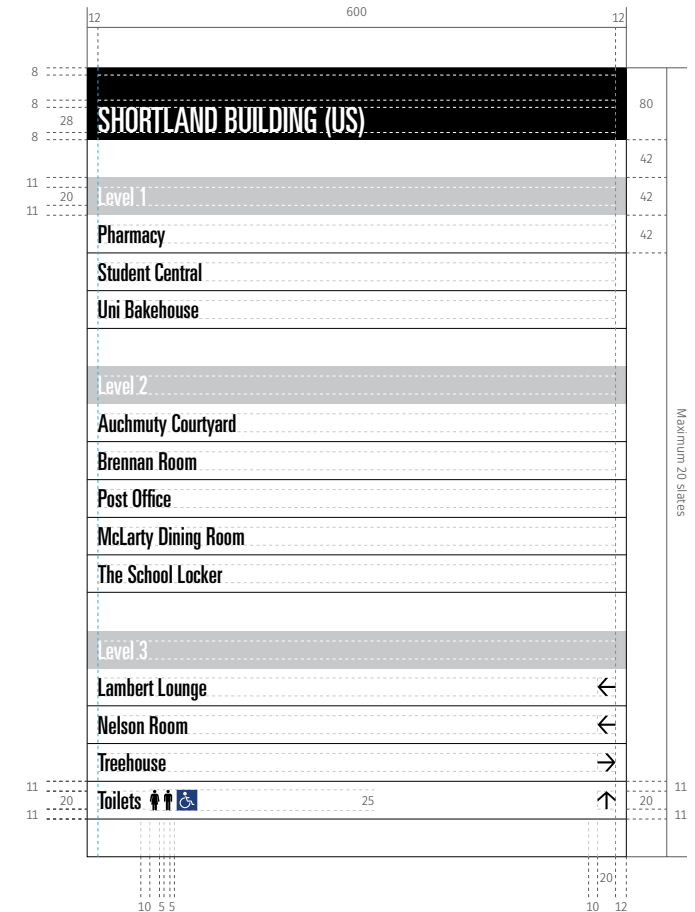 600
12 12
8
8
28
8
80
SHORTLAND BUILDING (US)
42
11
20
11
Level 1
42
Pharmacy
42
Student Central
Uni Bakehouse
Level 2
Auchmuty Courtyard
Brennan Room
Post Office
McLarty Dining Room
The School Locker
Maximum 20 slates
Level 3
Lambert Lounge
Nelson Room
Treehouse
11
20
11
Toilets
25
11
20
11
20
10 5 5
10 12